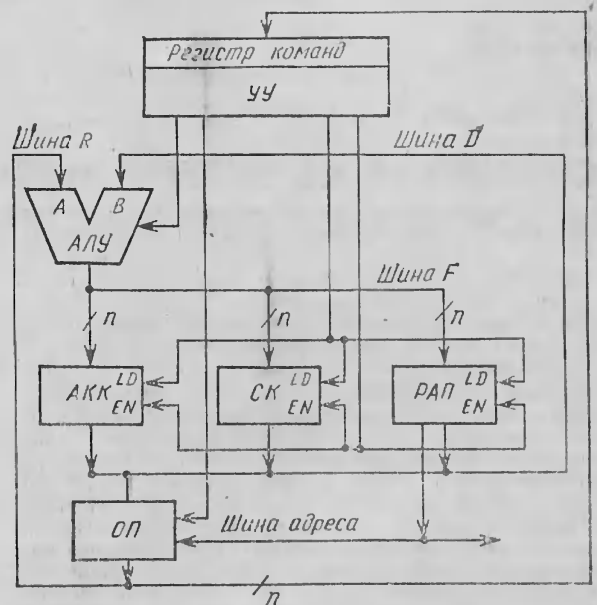 Регистр команд
УУ
Шина R
Шина D
A
B
АЛУ
Шина F
n
n
n
АКК
LD
EN
СК
LD
EN
РАП
LD
EN
ОП
Шина адреса
n